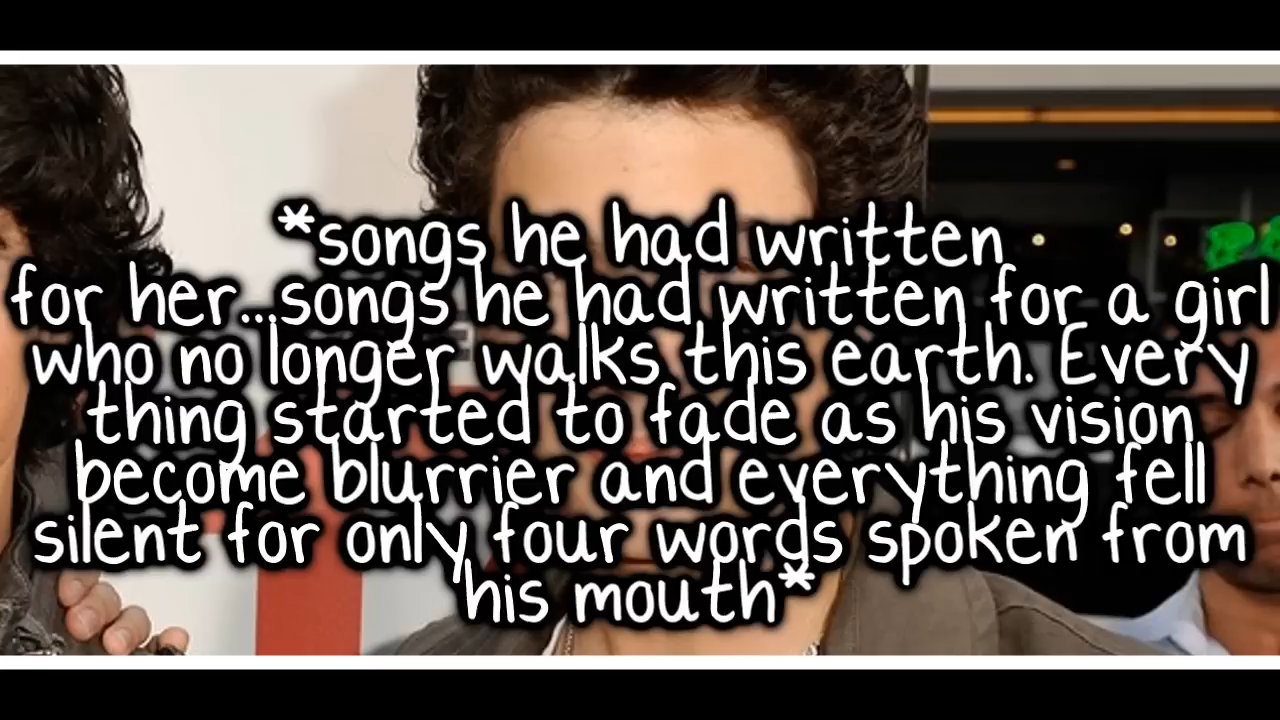 *songs he had written
for her...songs he had written for a girl
who no longer walks this earth. Every
thing started to fade as his vision
become blurrier and everything fell
silent for only four words spoken from
his mouth*